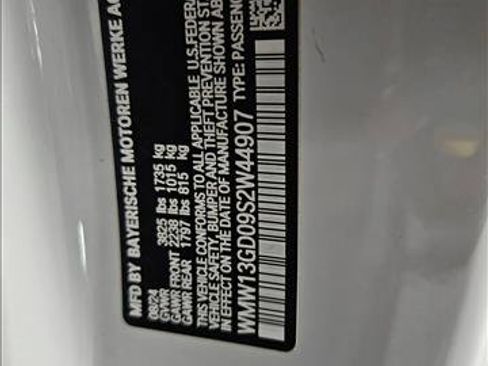 MFD BY BAYERISCHE MOTOREN WERKE AG
08/24
GVWR 3825 lbs 1735 kg
GAWR FRONT 2238 lbs 1015 kg
GAWR REAR 1797 lbs 815 kg
THIS VEHICLE CONFORMS TO ALL APPLICABLE U.S. FEDERA
VEHICLE SAFETY, BUMPER AND THEFT PREVENTION ST
IN EFFECT ON THE DATE OF MANUFACTURE SHOWN AB
WMW13GD09S2W44907 TYPE: PASSENG